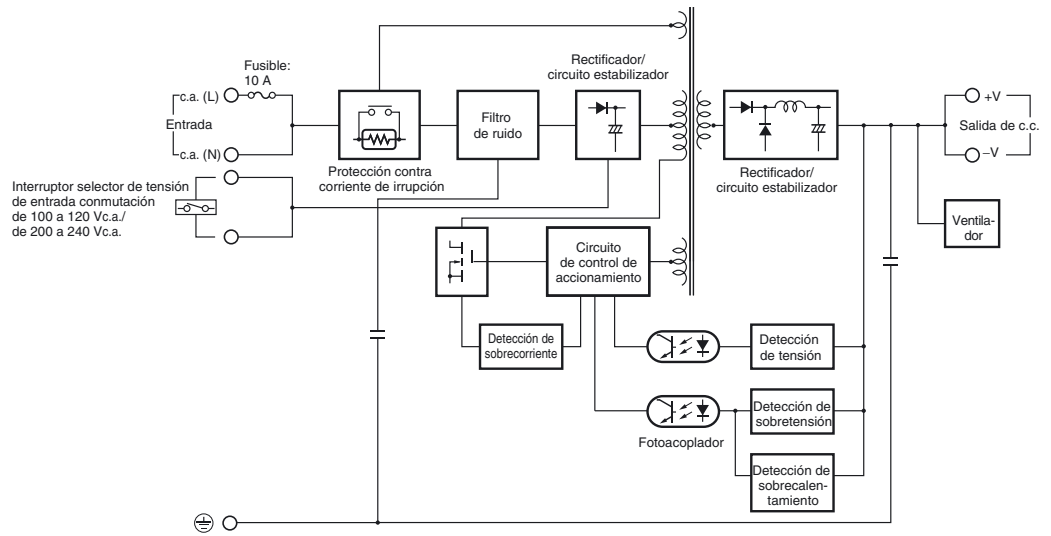 Fusible:
10 A
c.a. (L)
Entrada
c.a. (N)
Interruptor selector de tensión
de entrada conmutación
de 100 a 120 Vc.a./
de 200 a 240 Vc.a.
Protección contra
corriente de irrupción
Filtro
de ruido
Rectificador/
circuito estabilizador
Rectificador/
circuito estabilizador
+V
Salida de c.c.
−V
Ventila-
dor
Circuito
de control de
accionamiento
Detección de
sobrecorriente
Detección
de tensión
Detección de
sobretensión
Fotoacoplador
Detección de
sobrecalen-
tamiento